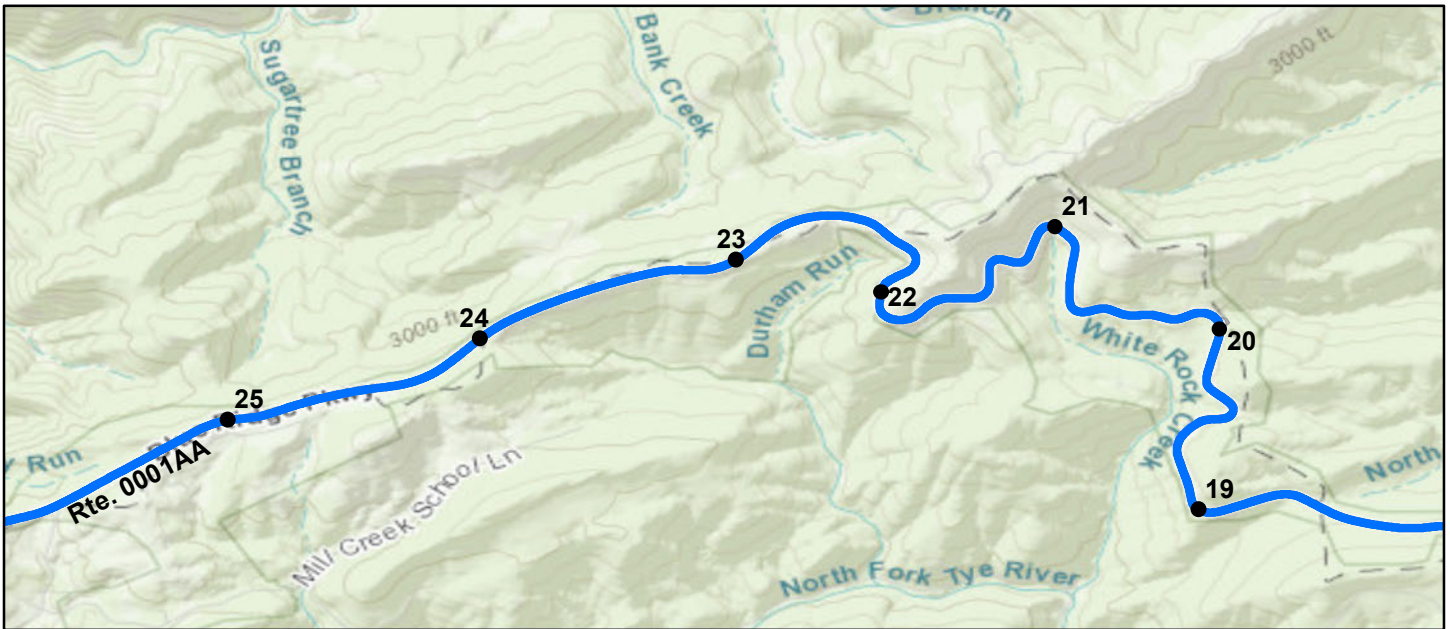 Branch
3000 ft
Sugartree Branch
Bank Creek
21
23
Durham Run
22
24
3000 ft
20
White Rock Creek
25
Run
Rte. 0001AA
Mill Creek School Ln
19
North
North Fork Tye River